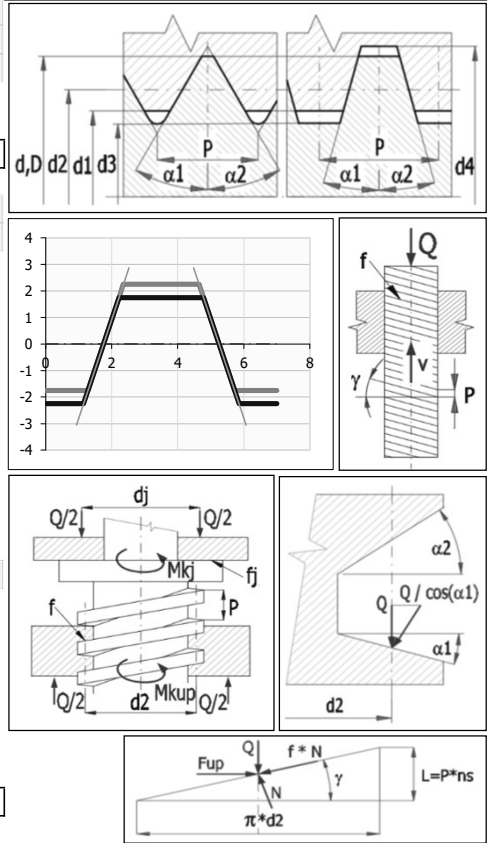 P
P
d,D d2 d1 d3
α1 α2
α1 α2
d4
4
3
2
1
0
-1
-2
-3
-4
0 2 4 6 8
Q
f
v
γ
P
dj
Q/2 Q/2
Mkj
fj
f
P
Q/2
Mkup
Q/2
d2
α2
Q / cos(α1)
Q
α1
d2
Q
f * N
Fup
γ
L=P*ns
N
π*d2